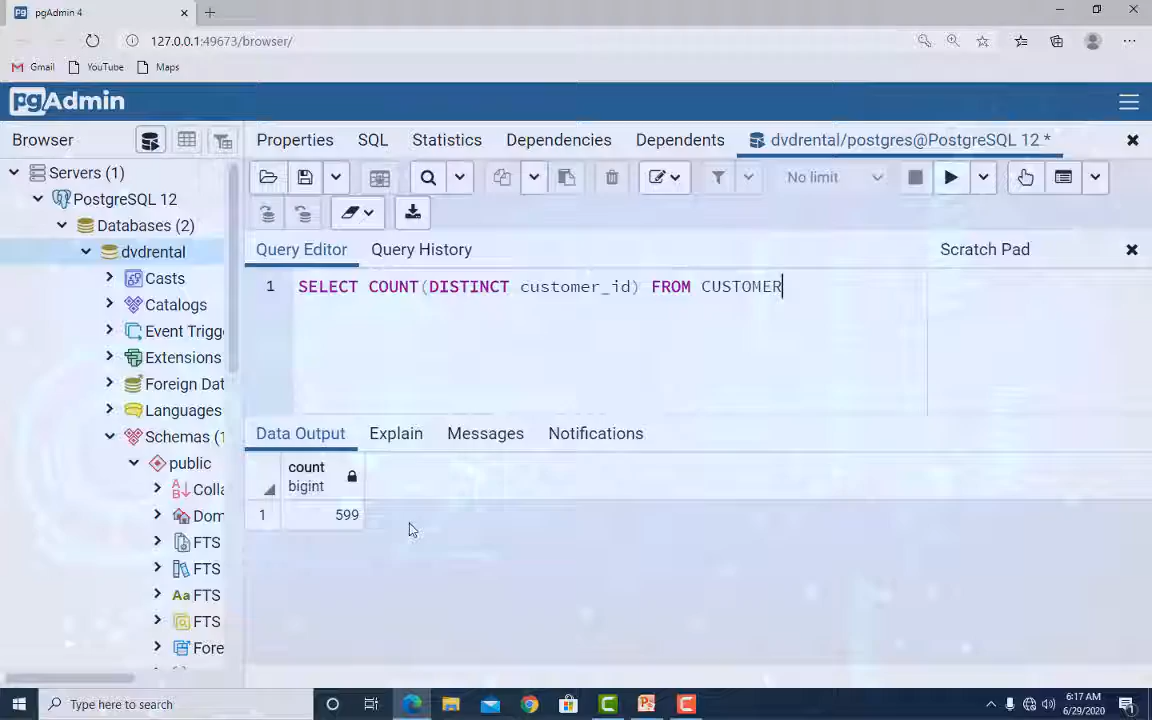 pgAdmin 4
127.0.0.1:49673/browser/
Gmail YouTube Maps
pgAdmin
Browser
Properties SQL Statistics Dependencies Dependents dvdrental/postgres@PostgreSQL 12 *
Servers (1)
PostgreSQL 12
Databases (2)
dvdrental
Casts
Catalogs
Event Trigge
Extensions
Foreign Dat
Languages
Schemas (1
public
Colla
Dom
FTS
FTS
Aa FTS
FTS
Fore
No limit
Query Editor Query History
Scratch Pad
1 SELECT COUNT(DISTINCT customer_id) FROM CUSTOMER
Data Output Explain Messages Notifications
count
bigint
1 599
Type here to search
6:17 AM
6/29/2020